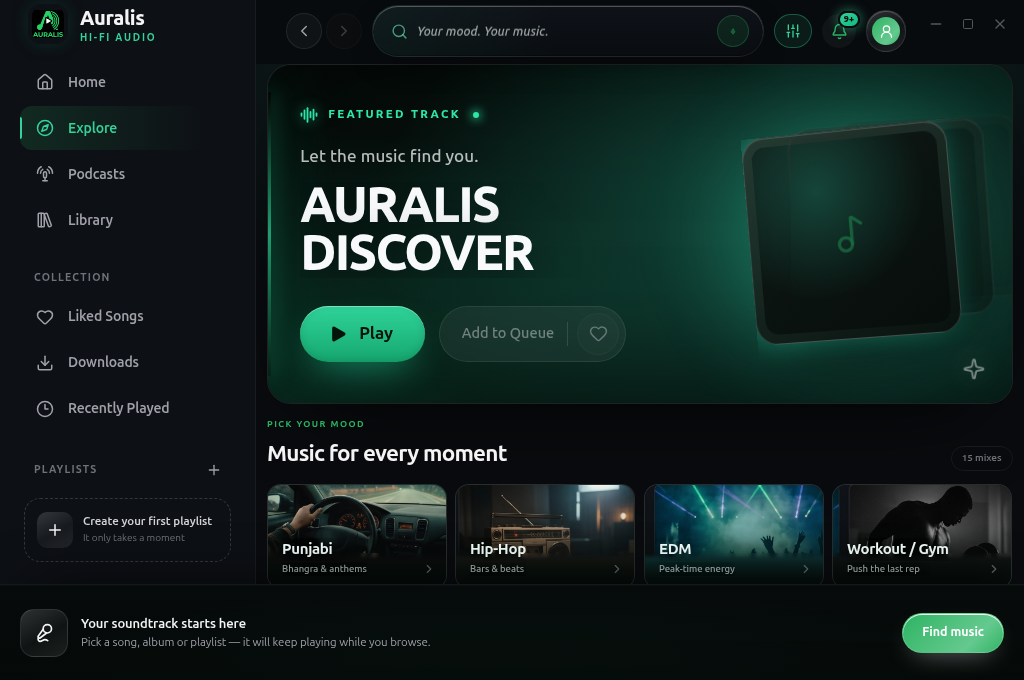 AURALIS
Auralis
HI-FI AUDIO
Your mood. Your music.
9+
Home
Explore
Podcasts
Library
COLLECTION
Liked Songs
Downloads
Recently Played
PLAYLISTS
Create your first playlist
It only takes a moment
FEATURED TRACK
Let the music find you.
AURALIS
DISCOVER
Play
Add to Queue
PICK YOUR MOOD
Music for every moment
15 mixes
Punjabi
Bhangra & anthems
Hip-Hop
Bars & beats
EDM
Peak-time energy
Workout / Gym
Push the last rep
Your soundtrack starts here
Pick a song, album or playlist — it will keep playing while you browse.
Find music